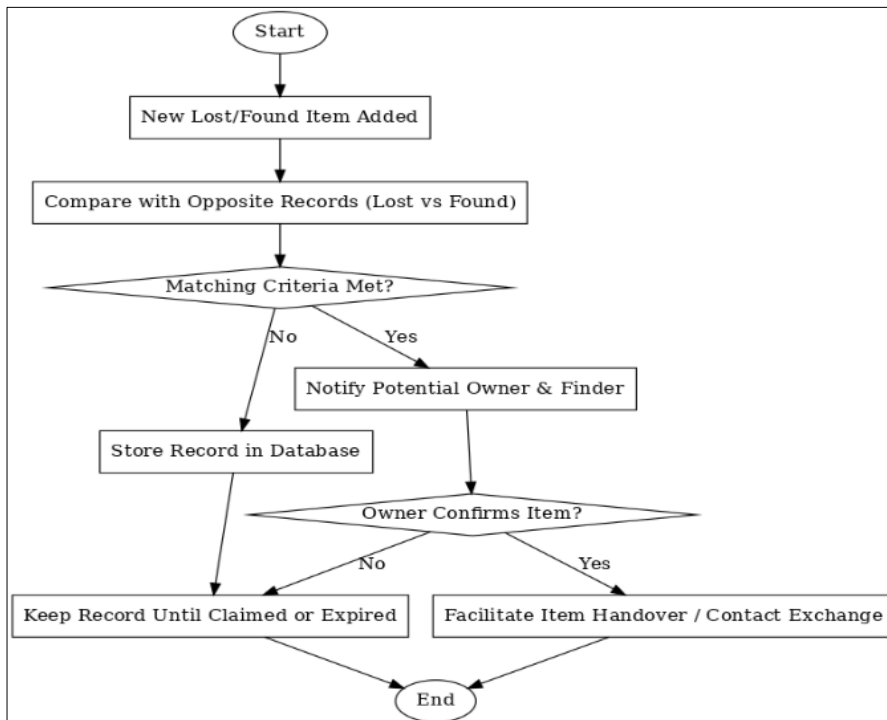 Start
New Lost/Found Item Added
Compare with Opposite Records (Lost vs Found)
Matching Criteria Met?
No
Yes
Notify Potential Owner & Finder
Store Record in Database
Owner Confirms Item?
No
Yes
Keep Record Until Claimed or Expired
Facilitate Item Handover / Contact Exchange
End